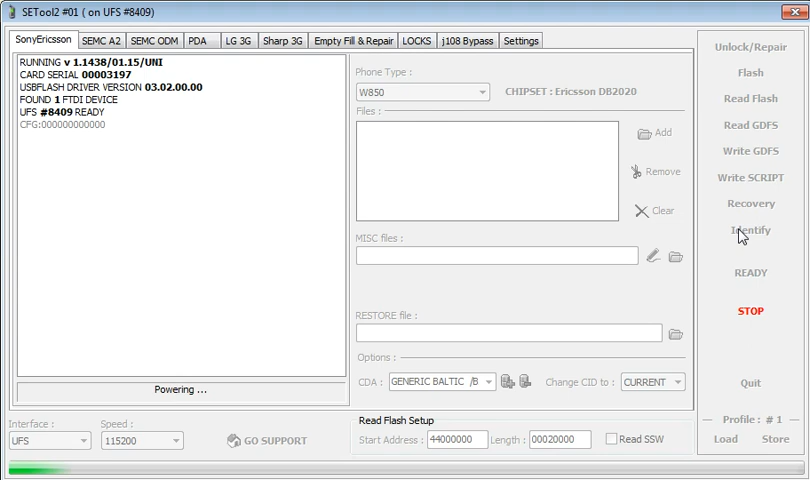 SETool2 #01 ( on UFS #8409)
SonyEricsson SEMC A2 SEMC ODM PDA LG 3G Sharp 3G Empty Fill & Repair LOCKS j108 Bypass Settings
RUNNING v 1.1438/01.15/UNI
CARD SERIAL 00003197
USBFLASH DRIVER VERSION 03.02.00.00
FOUND 1 FTDI DEVICE
UFS #8409 READY
CFG:000000000000
Powering ...
Phone Type :
W850 CHIPSET : Ericsson DB2020
Files :
Add
Remove
Clear
MISC files :
RESTORE file :
Options :
CDA : GENERIC BALTIC /B Change CID to : CURRENT
Interface : Speed :
UFS 115200 GO SUPPORT
Read Flash Setup
Start Address : 44000000 Length : 00020000 Read SSW
Unlock/Repair
Flash
Read Flash
Read GDFS
Write GDFS
Write SCRIPT
Recovery
Identify
READY
STOP
Quit
Profile : # 1
Load Store